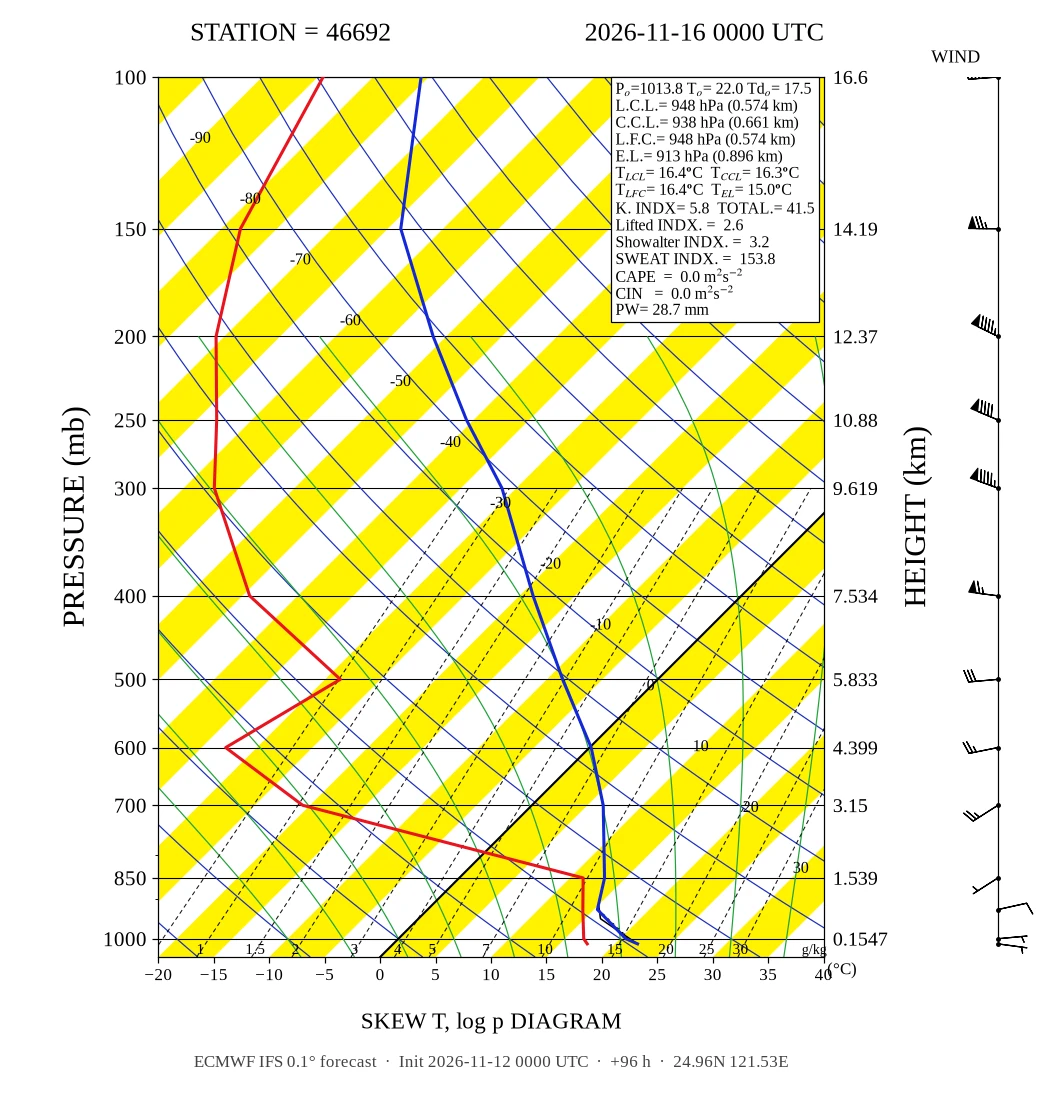 STATION = 46692
2026-11-16 0000 UTC
WIND
100
16.6
Pₒ=1013.8 Tₒ= 22.0 Tdₒ= 17.5
L.C.L.= 948 hPa (0.574 km)
C.C.L.= 938 hPa (0.661 km)
L.F.C.= 948 hPa (0.574 km)
E.L.= 913 hPa (0.896 km)
T_LCL= 16.4°C T_CCL= 16.3°C
T_LFC= 16.4°C T_EL= 15.0°C
K. INDX= 5.8 TOTAL.= 41.5
Lifted INDX. = 2.6
Showalter INDX. = 3.2
SWEAT INDX. = 153.8
CAPE = 0.0 m²s⁻²
CIN = 0.0 m²s⁻²
PW= 28.7 mm
-90
-80
150
14.19
-70
-60
200
12.37
-50
250
10.88
-40
300
9.619
-30
PRESSURE (mb)
HEIGHT (km)
-20
400
7.534
-10
500
5.833
0
600
4.399
10
700
3.15
20
850
1.539
30
1000
0.1547
1 1.5 2 3 4 5 7 10 15 20 25 30 g/kg
−20 −15 −10 −5 0 5 10 15 20 25 30 35 40
(°C)
SKEW T, log p DIAGRAM
ECMWF IFS 0.1° forecast · Init 2026-11-12 0000 UTC · +96 h · 24.96N 121.53E